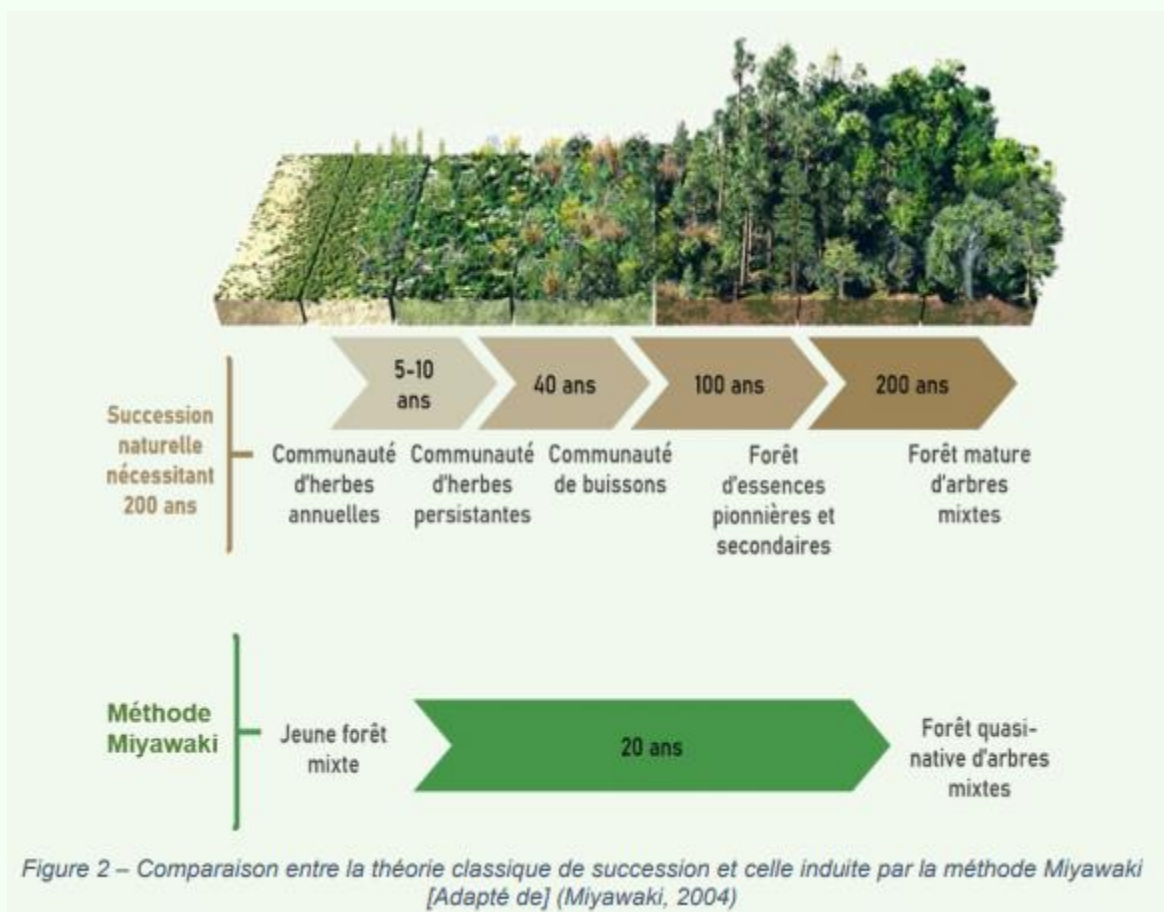 5-10
ans
40 ans
100 ans
200 ans
Succession
naturelle
nécessitant
200 ans
Communauté
d'herbes
annuelles
Communauté
d'herbes
persistantes
Communauté
de buissons
Forêt
d'essences
pionnières et
secondaires
Forêt mature
d'arbres
mixtes
Méthode
Miyawaki
Jeune forêt
mixte
20 ans
Forêt quasi-
native d'arbres
mixtes
Figure 2 – Comparaison entre la théorie classique de succession et celle induite par la méthode Miyawaki
[Adapté de] (Miyawaki, 2004)